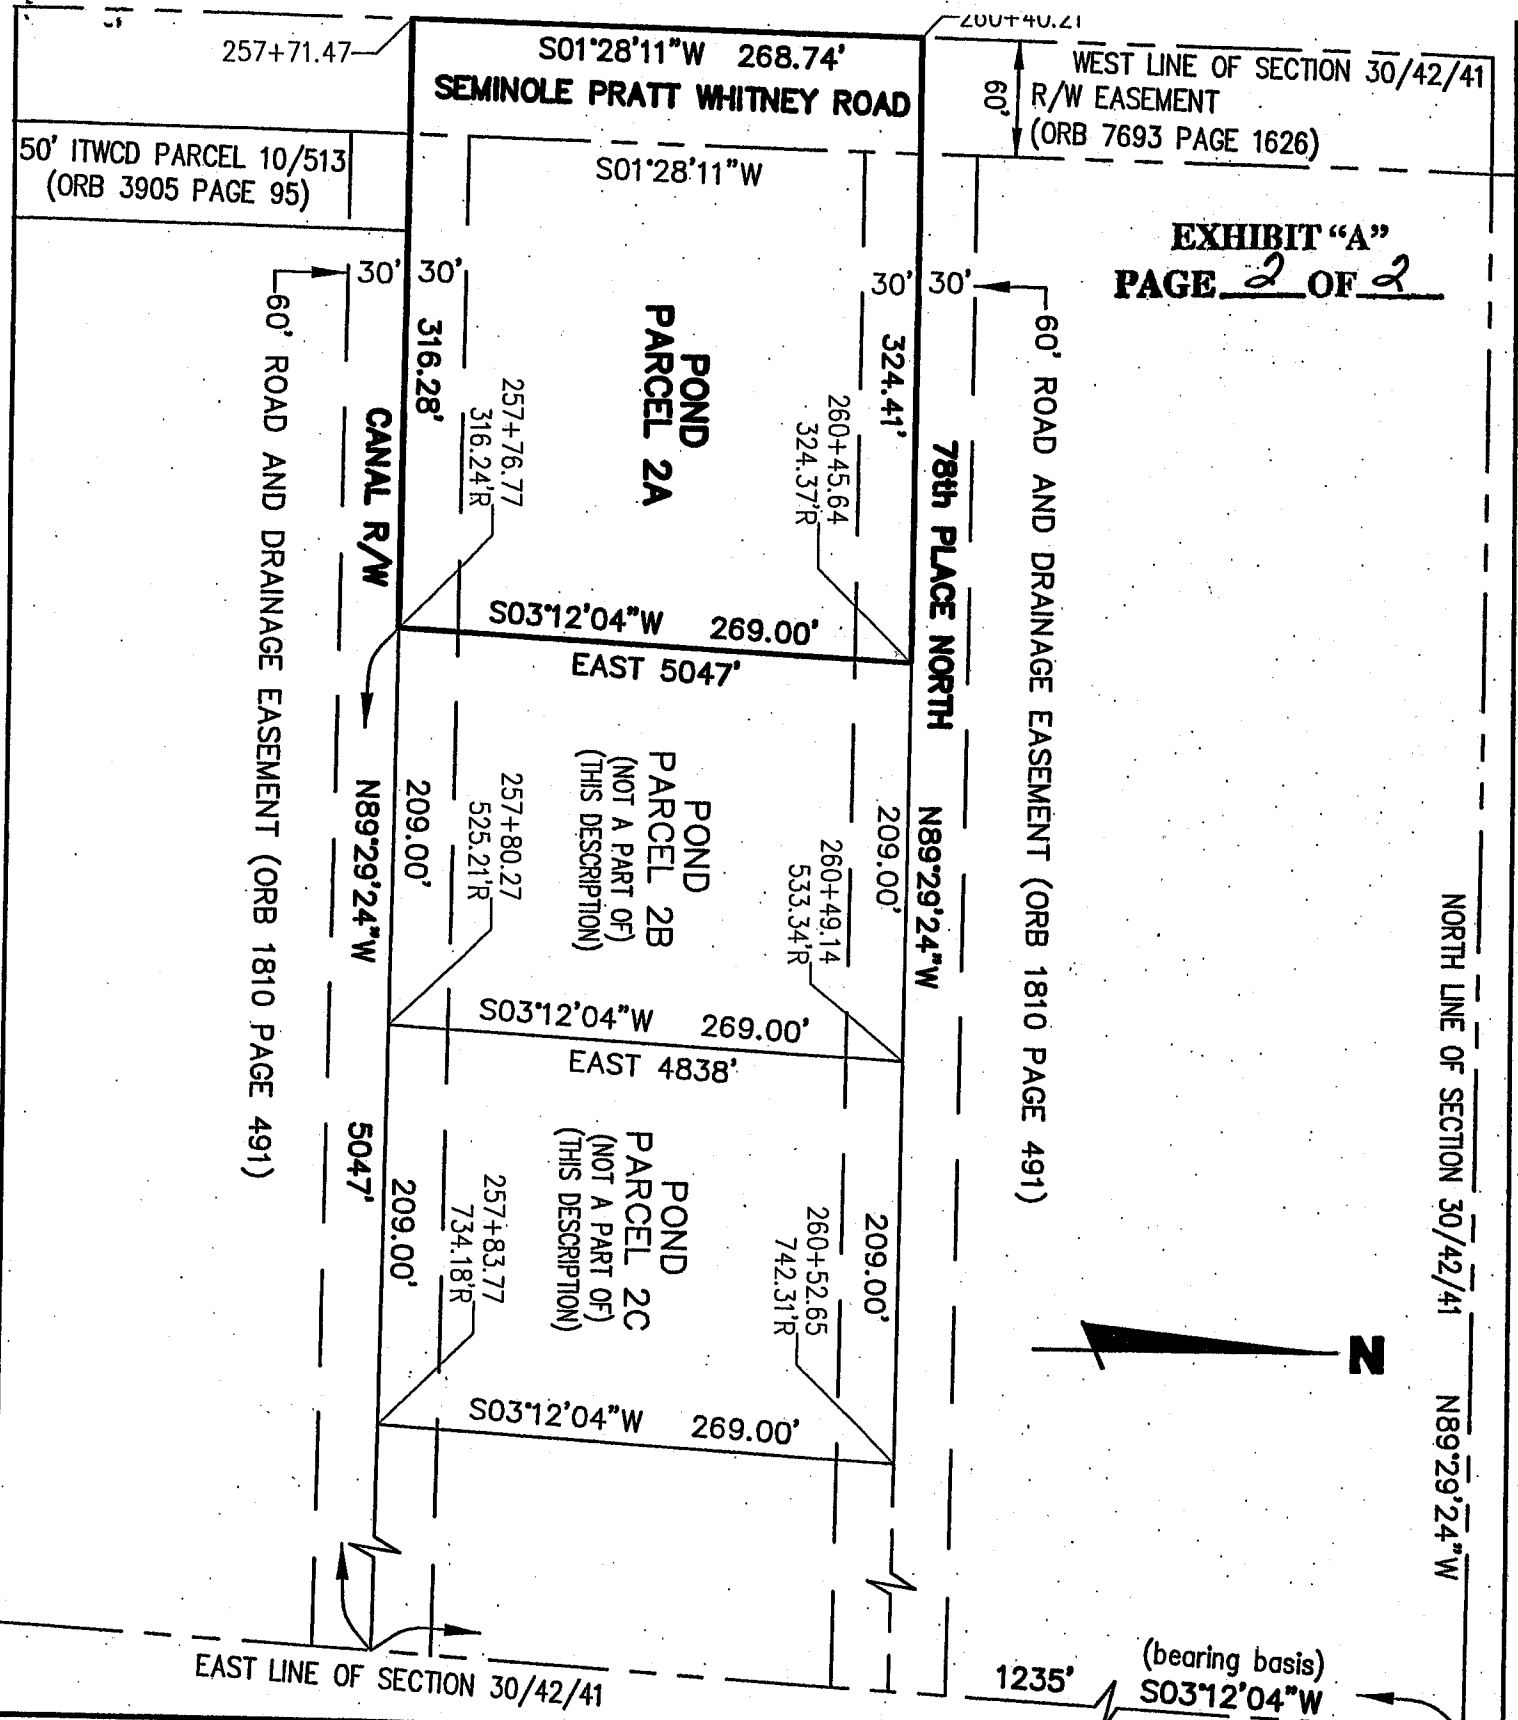 257+71.47
260+40.21
S01°28'11"W 268.74'
SEMINOLE PRATT WHITNEY ROAD
WEST LINE OF SECTION 30/42/41
60'
R/W EASEMENT
(ORB 7693 PAGE 1626)
50' ITWCD PARCEL 10/513
(ORB 3905 PAGE 95)
S01°28'11"W
EXHIBIT "A"
PAGE 2 OF 2
30' 30'
30' 30'
60' ROAD AND DRAINAGE EASEMENT (ORB 1810 PAGE 491)
CANAL R/W
316.28'
257+76.77
316.24'R
POND
PARCEL 2A
260+45.64
324.37'R
324.41'
78th PLACE NORTH
60' ROAD AND DRAINAGE EASEMENT (ORB 1810 PAGE 491)
S03°12'04"W 269.00'
EAST 5047'
N89°29'24"W
209.00'
257+80.27
525.21'R
POND
PARCEL 2B
(NOT A PART OF)
(THIS DESCRIPTION)
260+49.14
533.34'R
209.00'
N89°29'24"W
S03°12'04"W 269.00'
EAST 4838'
5047'
209.00'
257+83.77
734.18'R
POND
PARCEL 2C
(NOT A PART OF)
(THIS DESCRIPTION)
260+52.65
742.31'R
209.00'
NORTH LINE OF SECTION 30/42/41 N89°29'24"W
N
S03°12'04"W 269.00'
EAST LINE OF SECTION 30/42/41
1235'
(bearing basis)
S03°12'04"W